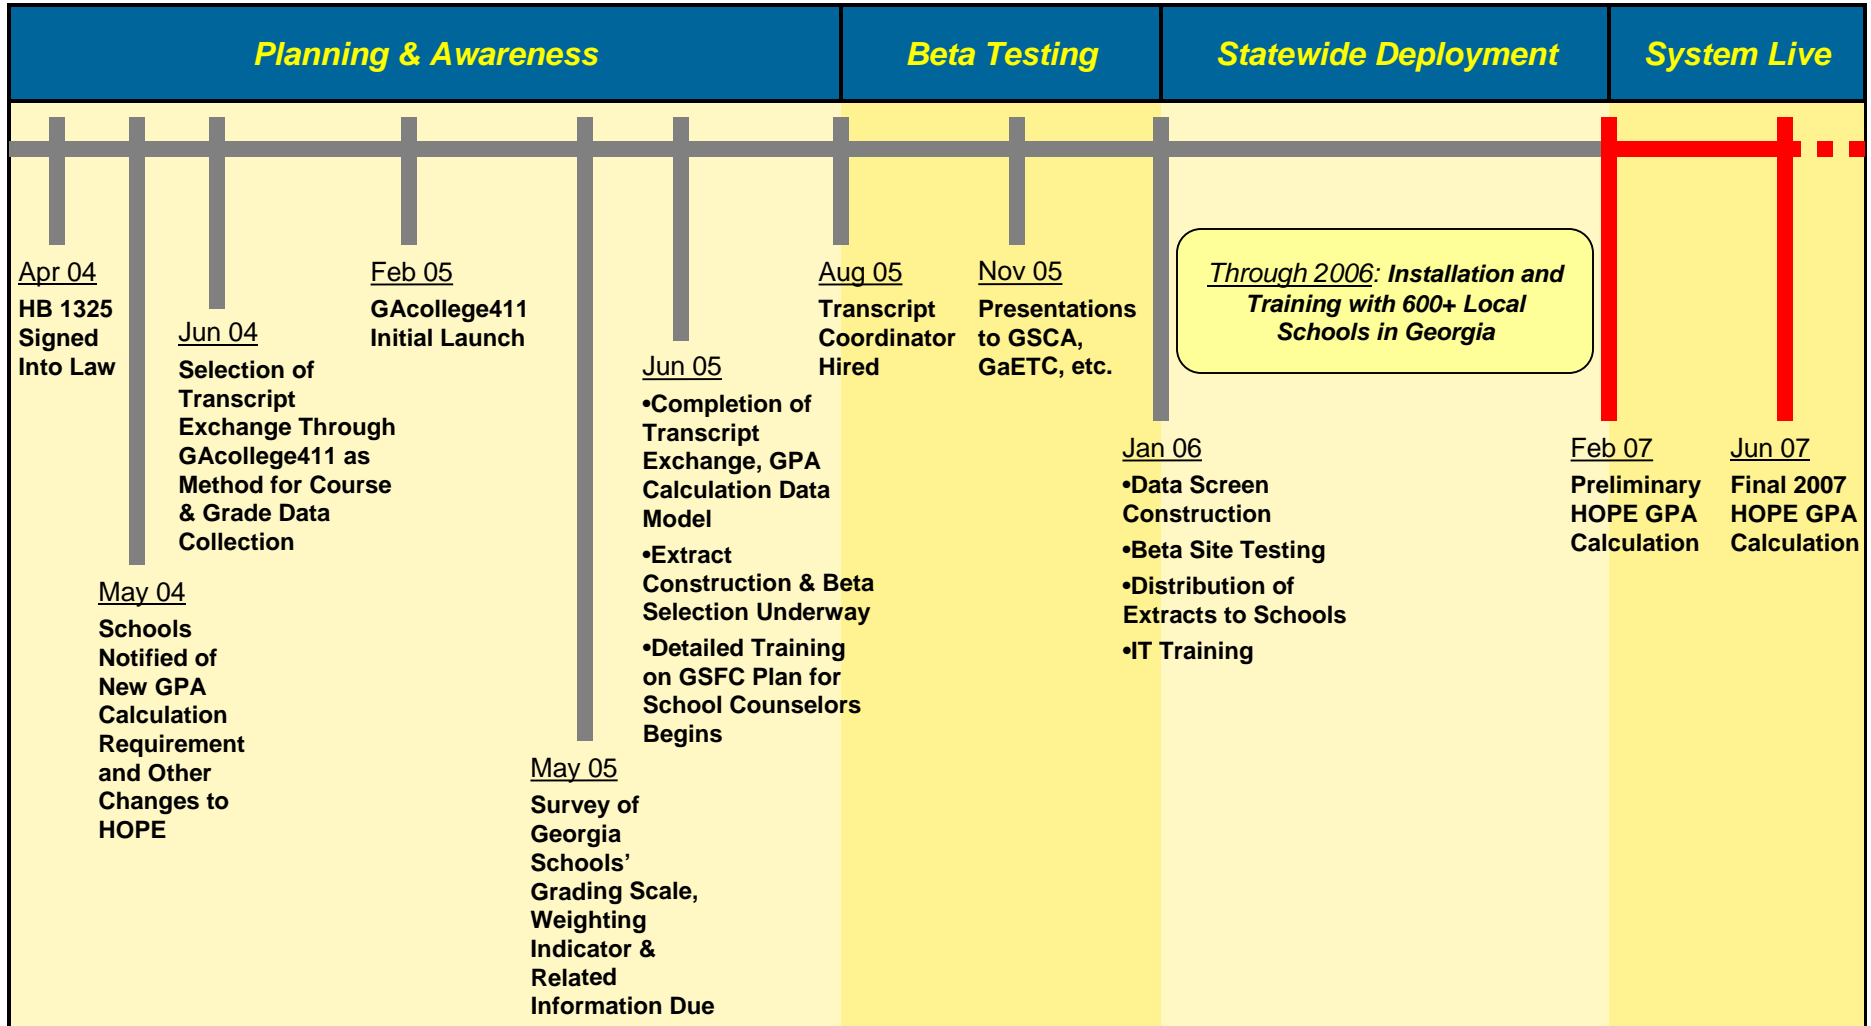 Planning & Awareness
Beta Testing
Statewide Deployment
System Live
Apr 04
HB 1325
Signed
Into Law
May 04
Schools
Notified of
New GPA
Calculation
Requirement
and Other
Changes to
HOPE
Jun 04
Selection of
Transcript
Exchange Through
GAcollege411 as
Method for Course
& Grade Data
Collection
Feb 05
GAcollege411
Initial Launch
May 05
Survey of
Georgia
Schools’
Grading Scale,
Weighting
Indicator &
Related
Information Due
Jun 05
•Completion of
Transcript
Exchange, GPA
Calculation Data
Model
•Extract
Construction & Beta
Selection Underway
•Detailed Training
on GSFC Plan for
School Counselors
Begins
Aug 05
Transcript
Coordinator
Hired
Nov 05
Presentations
to GSCA,
GaETC, etc.
Jan 06
•Data Screen
Construction
•Beta Site Testing
•Distribution of
Extracts to Schools
•IT Training
Through 2006: Installation and
Training with 600+ Local
Schools in Georgia
Feb 07
Preliminary
HOPE GPA
Calculation
Jun 07
Final 2007
HOPE GPA
Calculation